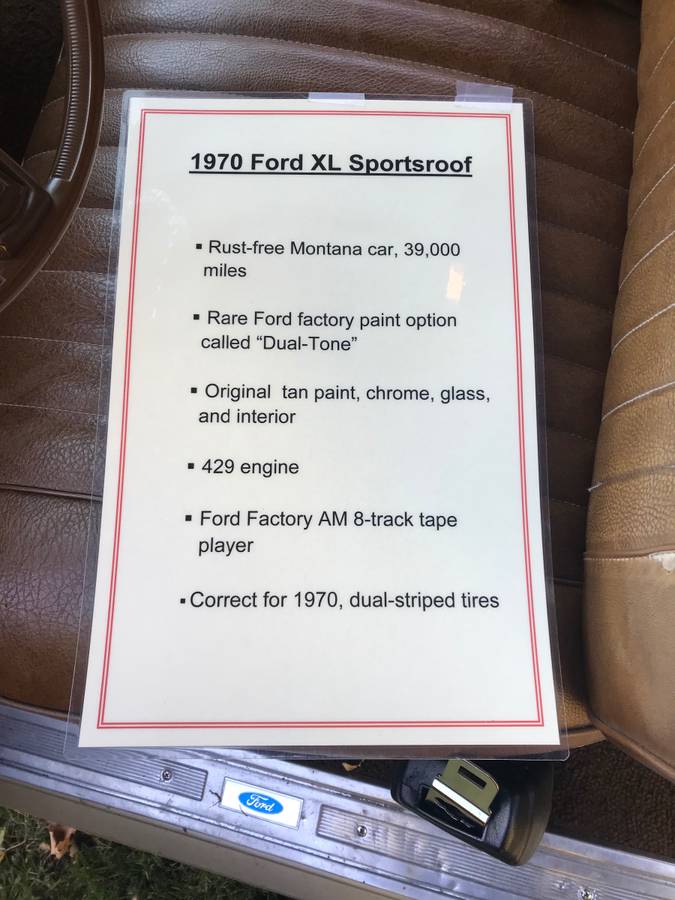 1970 Ford XL Sportsroof
▪ Rust-free Montana car, 39,000
miles
▪ Rare Ford factory paint option
called “Dual-Tone”
▪ Original tan paint, chrome, glass,
and interior
▪ 429 engine
▪ Ford Factory AM 8-track tape
player
▪ Correct for 1970, dual-striped tires
Ford